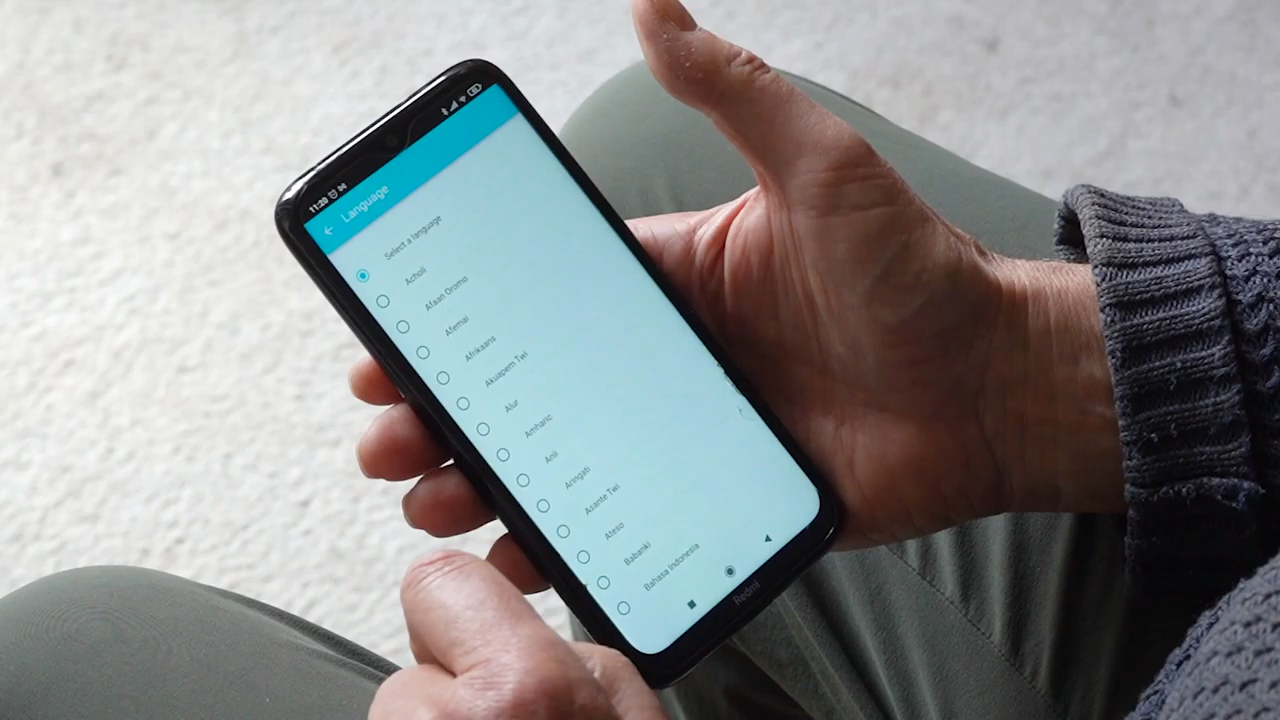 11:20
Language
Select a language
Acholi
Afaan Oromo
Afemai
Afrikaans
Akuapem Twi
Alur
Amharic
Anii
Aringati
Asante Twi
Ateso
Babanki
Bahasa Indonesia
Redmi